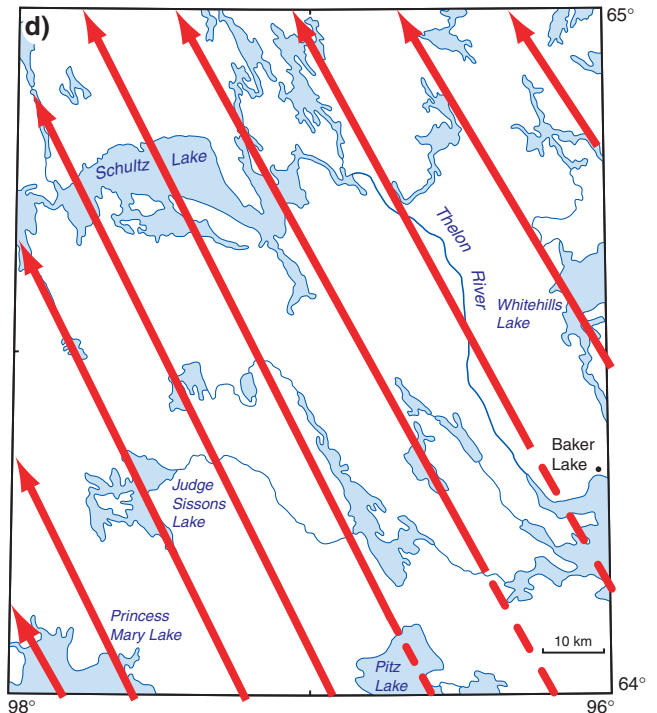 d)
65°
Schultz Lake
Thelon
River
Whitehills
Lake
Baker
Lake
Judge
Sissons
Lake
Princess
Mary Lake
Pitz
Lake
10 km
98°
96°
64°